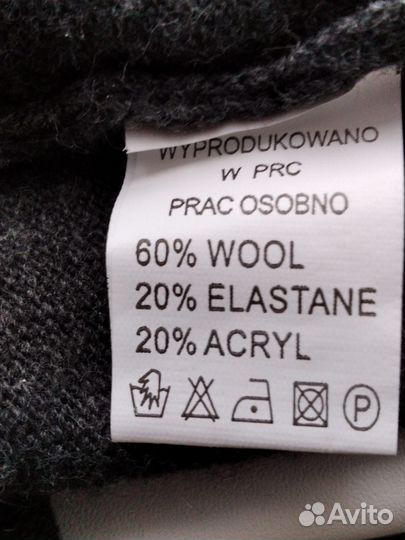 WYPRODUKOWANO
W PRC
PRAC OSOBNO
60% WOOL
20% ELASTANE
20% ACRYL
P
Avito